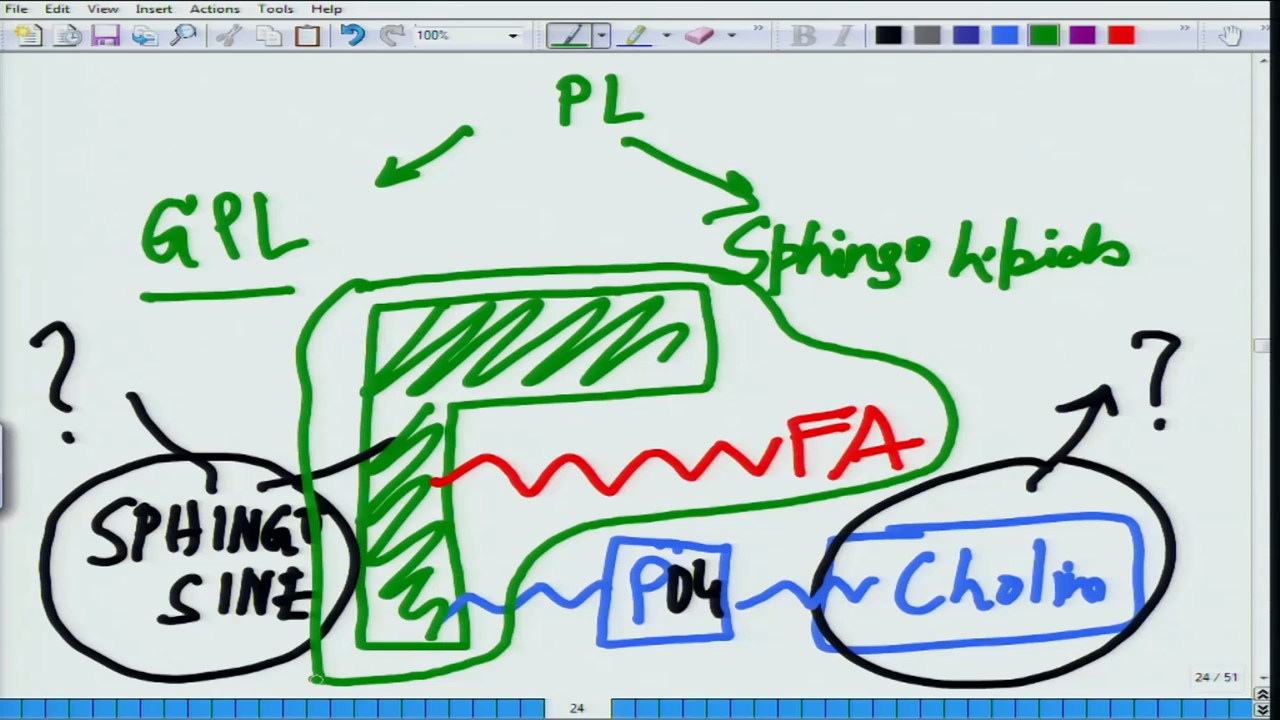 File Edit View Insert Actions Tools Help
100%
PL
GPL
Sphingo lipids
?
?
FA
SPHINGO
SINE
PO4
Cholin
24 / 51
24